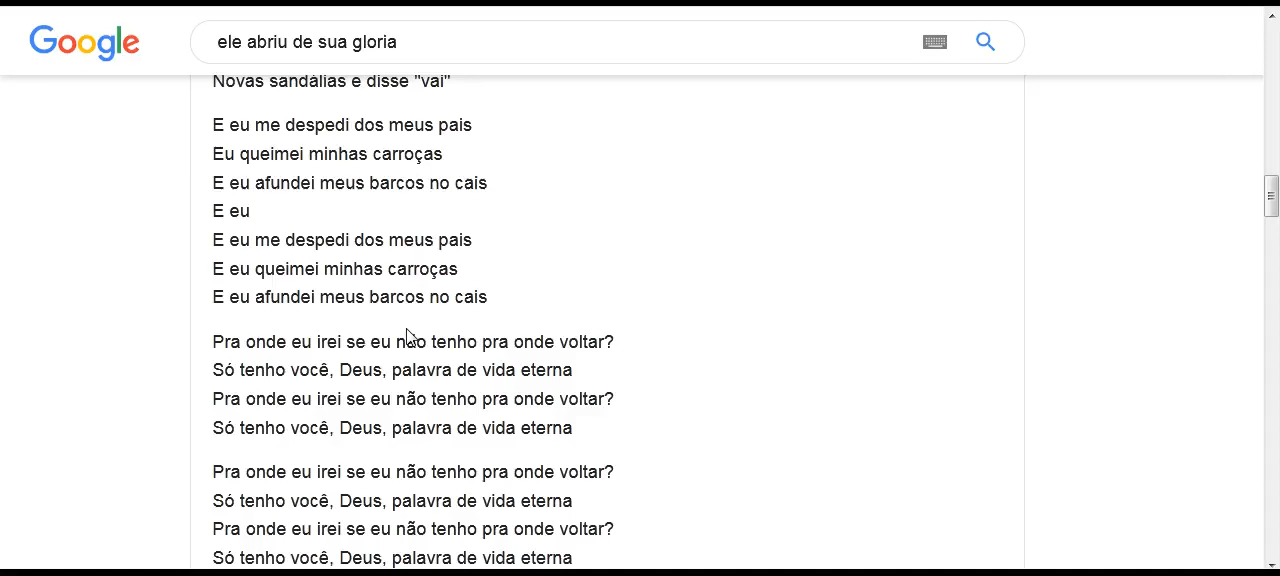 Google
ele abriu de sua gloria
Novas sandálias e disse "vai"
E eu me despedi dos meus pais
Eu queimei minhas carroças
E eu afundei meus barcos no cais
E eu
E eu me despedi dos meus pais
E eu queimei minhas carroças
E eu afundei meus barcos no cais
Pra onde eu irei se eu não tenho pra onde voltar?
Só tenho você, Deus, palavra de vida eterna
Pra onde eu irei se eu não tenho pra onde voltar?
Só tenho você, Deus, palavra de vida eterna
Pra onde eu irei se eu não tenho pra onde voltar?
Só tenho você, Deus, palavra de vida eterna
Pra onde eu irei se eu não tenho pra onde voltar?
Só tenho você, Deus, palavra de vida eterna